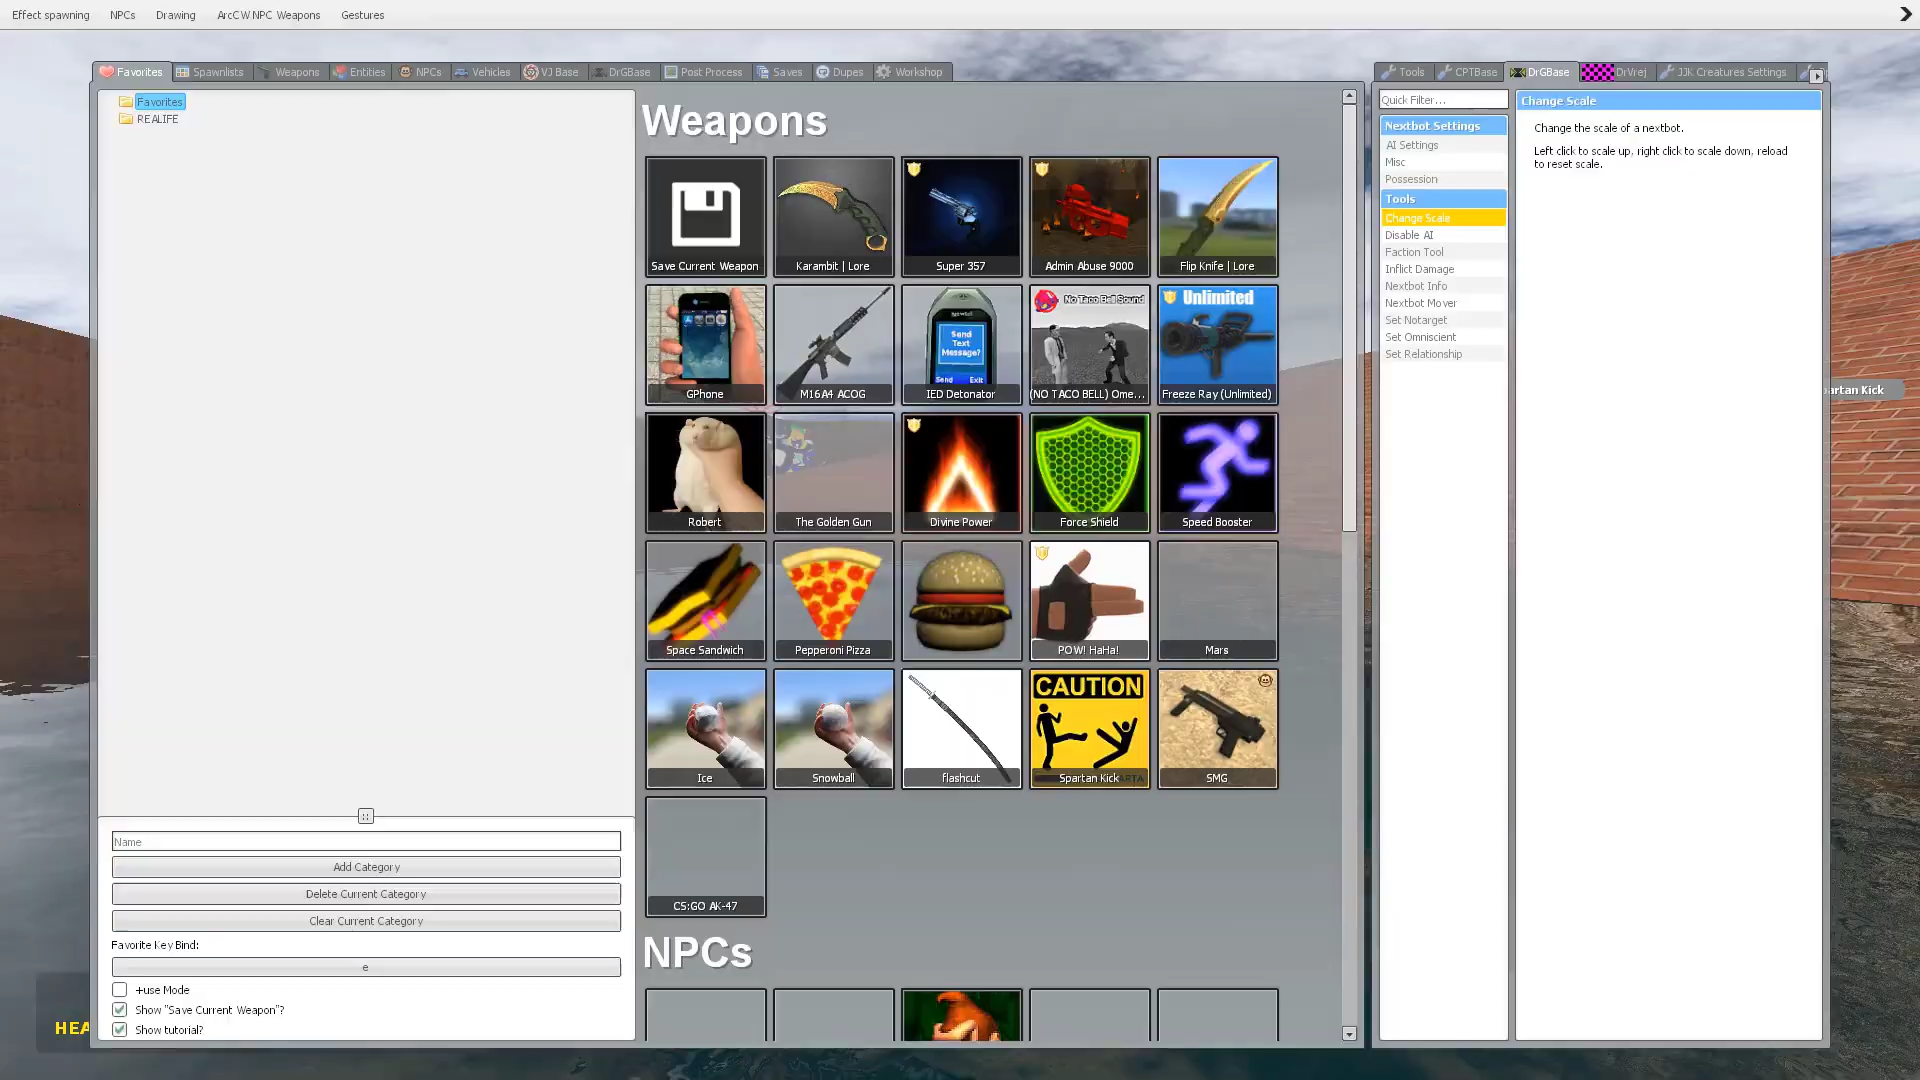 Effect spawning NPCs Drawing ArcCW NPC Weapons Gestures
Favorites Spawnlists Weapons Entities NPCs Vehicles VJ Base DrGBase Post Process Saves Dupes Workshop
Tools CPTBase DrGBase DrVrej JJK Creatures Settings
Favorites
REALIFE
Weapons
Save Current Weapon
Karambit | Lore
Super 357
Admin Abuse 9000
Flip Knife | Lore
GPhone
M16A4 ACOG
Send
Text
Message?
Send Exit
IED Detonator
No Taco Bell Sound
(NO TACO BELL) Ome...
Unlimited
Freeze Ray (Unlimited)
Robert
The Golden Gun
Divine Power
Force Shield
Speed Booster
Space Sandwich
Pepperoni Pizza
POW! HaHa!
Mars
Ice
Snowball
flashcut
CAUTION
Spartan Kick
SMG
CS:GO AK-47
NPCs
Name
Add Category
Delete Current Category
Clear Current Category
Favorite Key Bind:
e
+use Mode
Show "Save Current Weapon"?
Show tutorial?
HEA
Quick Filter...
Nextbot Settings
AI Settings
Misc
Possession
Tools
Change Scale
Disable AI
Faction Tool
Inflict Damage
Nextbot Info
Nextbot Mover
Set Notarget
Set Omniscient
Set Relationship
Change Scale
Change the scale of a nextbot.
Left click to scale up, right click to scale down, reload
to reset scale.
partan Kick